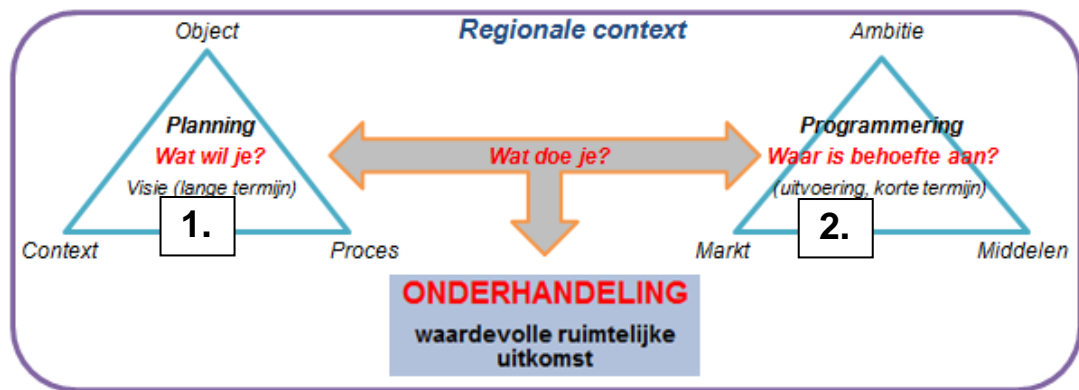 Object
Regionale context
Ambitie
Planning
Wat wil je?
Visie (lange termijn)
1.
Context
Proces
Wat doe je?
Programmering
Waar is behoefte aan?
(uitvoering, korte termijn)
2.
Markt
Middelen
ONDERHANDELING
waardevolle ruimtelijke
uitkomst